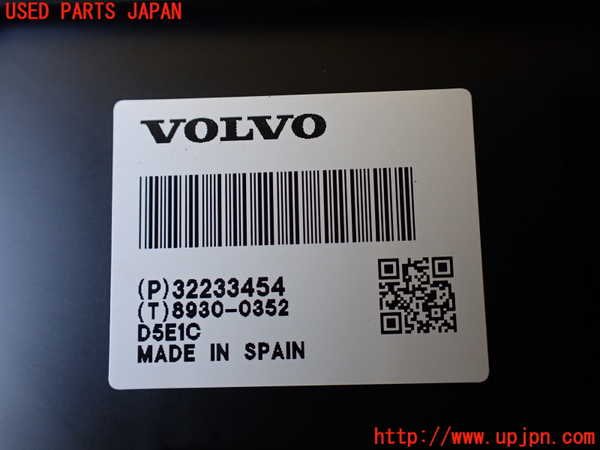 USED PARTS JAPAN
VOLVO
(P)32233454
(T)8930-0352
D5E1C
MADE IN SPAIN
http://www.upjpn.com/